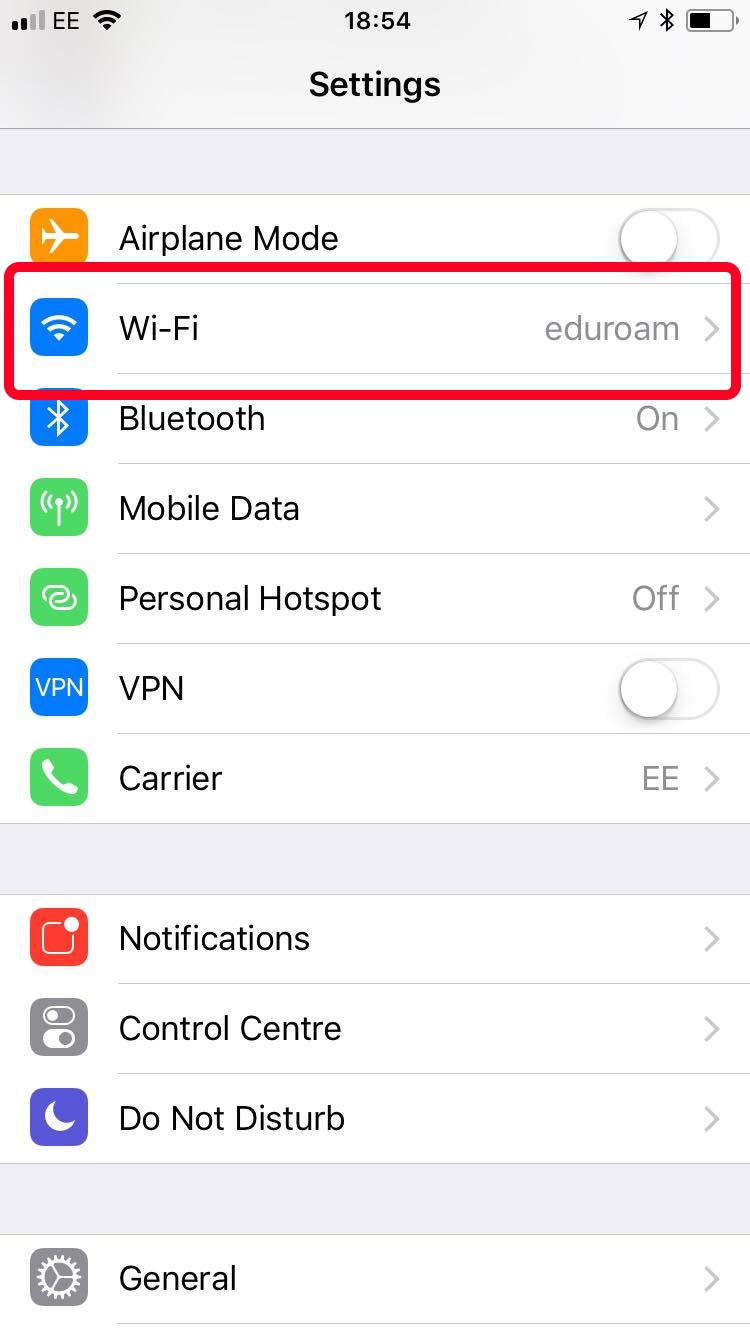 EE 18:54
Settings
Airplane Mode
Wi-Fi eduroam
Bluetooth On
Mobile Data
Personal Hotspot Off
VPN VPN
Carrier EE
Notifications
Control Centre
Do Not Disturb
General